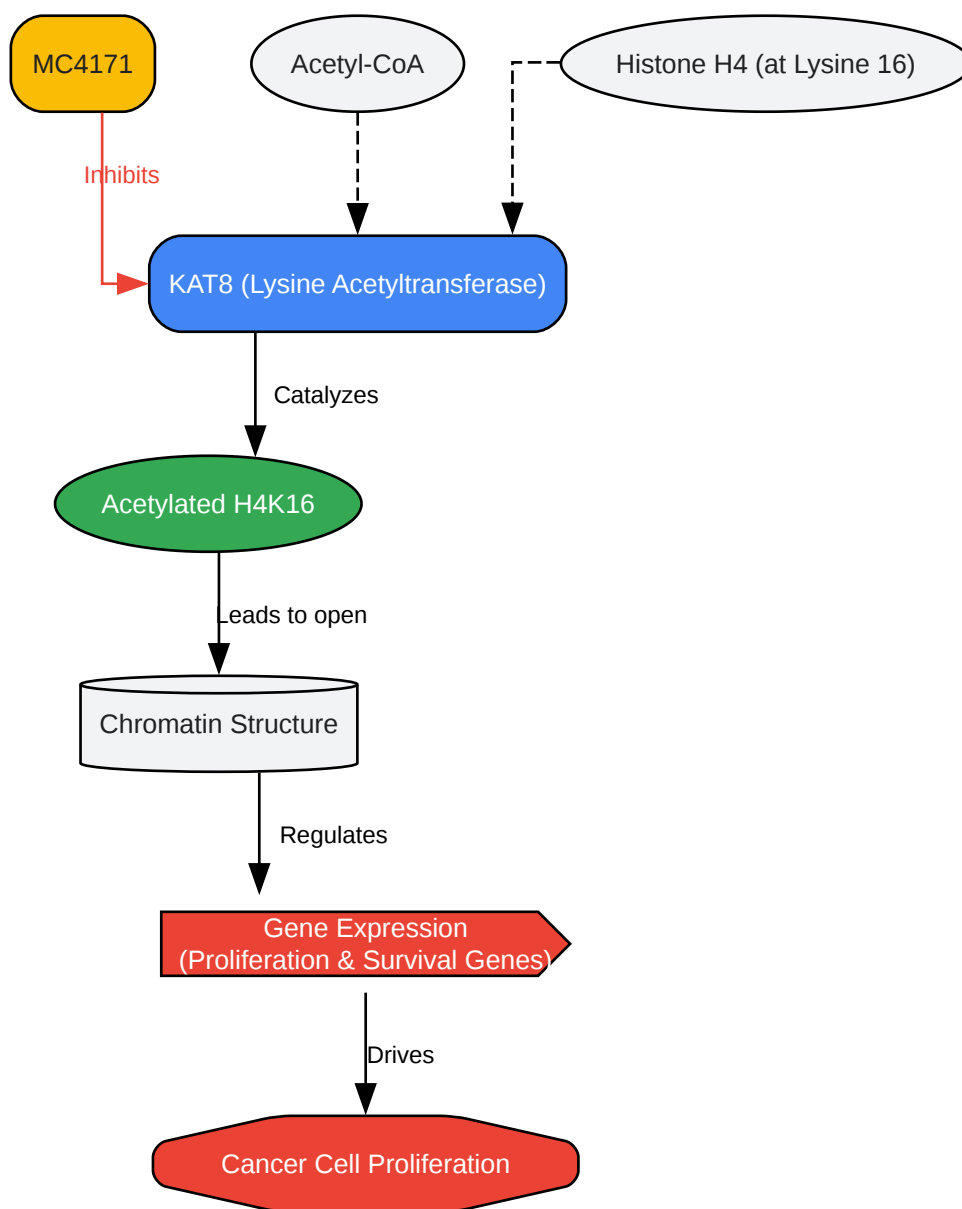 MC4171
Acetyl-CoA
Histone H4 (at Lysine 16)
Inhibits
KAT8 (Lysine Acetyltransferase)
Catalyzes
Acetylated H4K16
Leads to open
Chromatin Structure
Regulates
Gene Expression
(Proliferation & Survival Genes)
Drives
Cancer Cell Proliferation